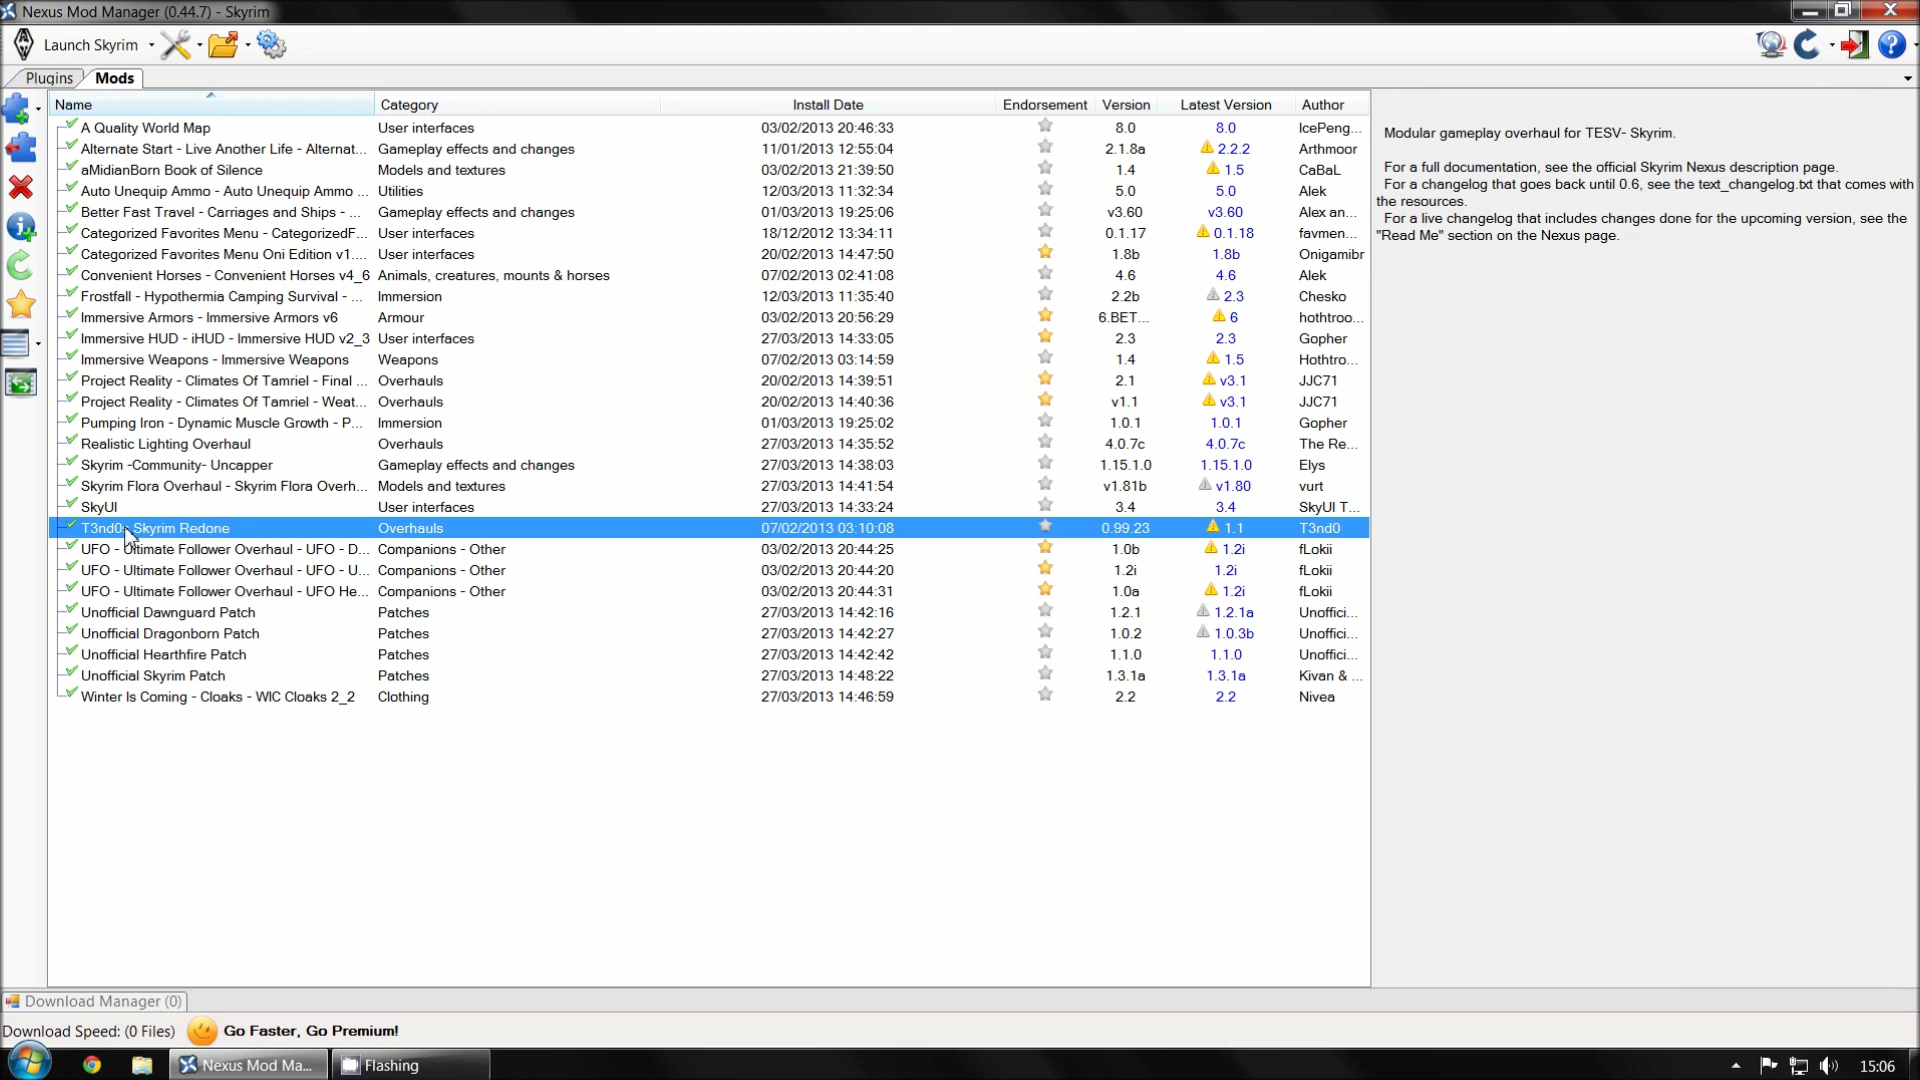 Nexus Mod Manager (0.44.7) - Skyrim
Launch Skyrim
Plugins Mods
Name Category Install Date Endorsement Version Latest Version Author
A Quality World Map User interfaces 03/02/2013 20:46:33 8.0 8.0 IcePeng...
Alternate Start - Live Another Life - Alternat... Gameplay effects and changes 11/01/2013 12:55:04 2.1.8a 2.2.2 Arthmoor
aMidianBorn Book of Silence Models and textures 03/02/2013 21:39:50 1.4 1.5 CaBaL
Auto Unequip Ammo - Auto Unequip Ammo ... Utilities 12/03/2013 11:32:34 5.0 5.0 Alek
Better Fast Travel - Carriages and Ships - ... Gameplay effects and changes 01/03/2013 19:25:06 v3.60 v3.60 Alex an...
Categorized Favorites Menu - CategorizedF... User interfaces 18/12/2012 13:34:11 0.1.17 0.1.18 favmen...
Categorized Favorites Menu Oni Edition v1.... User interfaces 20/02/2013 14:47:50 1.8b 1.8b Onigamibr
Convenient Horses - Convenient Horses v4_6 Animals, creatures, mounts & horses 07/02/2013 02:41:08 4.6 4.6 Alek
Frostfall - Hypothermia Camping Survival - ... Immersion 12/03/2013 11:35:40 2.2b 2.3 Chesko
Immersive Armors - Immersive Armors v6 Armour 03/02/2013 20:56:29 6.BET... 6 hothtroo...
Immersive HUD - iHUD - Immersive HUD v2_3 User interfaces 27/03/2013 14:33:05 2.3 2.3 Gopher
Immersive Weapons - Immersive Weapons Weapons 07/02/2013 03:14:59 1.4 1.5 Hothtro...
Project Reality - Climates Of Tamriel - Final ... Overhauls 20/02/2013 14:39:51 2.1 v3.1 JJC71
Project Reality - Climates Of Tamriel - Weat... Overhauls 20/02/2013 14:40:36 v1.1 v3.1 JJC71
Pumping Iron - Dynamic Muscle Growth - P... Immersion 01/03/2013 19:25:02 1.0.1 1.0.1 Gopher
Realistic Lighting Overhaul Overhauls 27/03/2013 14:35:52 4.0.7c 4.0.7c The Re...
Skyrim -Community- Uncapper Gameplay effects and changes 27/03/2013 14:38:03 1.15.1.0 1.15.1.0 Elys
Skyrim Flora Overhaul - Skyrim Flora Overh... Models and textures 27/03/2013 14:41:54 v1.81b v1.80 vurt
SkyUI User interfaces 27/03/2013 14:33:24 3.4 3.4 SkyUI T...
T3nd0s Skyrim Redone Overhauls 07/02/2013 03:10:08 0.99.23 1.1 T3nd0
UFO - Ultimate Follower Overhaul - UFO - D... Companions - Other 03/02/2013 20:44:25 1.0b 1.2i fLokii
UFO - Ultimate Follower Overhaul - UFO - U... Companions - Other 03/02/2013 20:44:20 1.2i 1.2i fLokii
UFO - Ultimate Follower Overhaul - UFO He... Companions - Other 03/02/2013 20:44:31 1.0a 1.2i fLokii
Unofficial Dawnguard Patch Patches 27/03/2013 14:42:16 1.2.1 1.2.1a Unoffici...
Unofficial Dragonborn Patch Patches 27/03/2013 14:42:27 1.0.2 1.0.3b Unoffici...
Unofficial Hearthfire Patch Patches 27/03/2013 14:42:42 1.1.0 1.1.0 Unoffici...
Unofficial Skyrim Patch Patches 27/03/2013 14:48:22 1.3.1a 1.3.1a Kivan & ...
Winter Is Coming - Cloaks - WIC Cloaks 2_2 Clothing 27/03/2013 14:46:59 2.2 2.2 Nivea
Modular gameplay overhaul for TESV- Skyrim.
For a full documentation, see the official Skyrim Nexus description page.
For a changelog that goes back until 0.6, see the text_changelog.txt that comes with
the resources.
For a live changelog that includes changes done for the upcoming version, see the
"Read Me" section on the Nexus page.
Download Manager (0)
Download Speed: (0 Files) Go Faster, Go Premium!
Nexus Mod Ma... Flashing 15:06